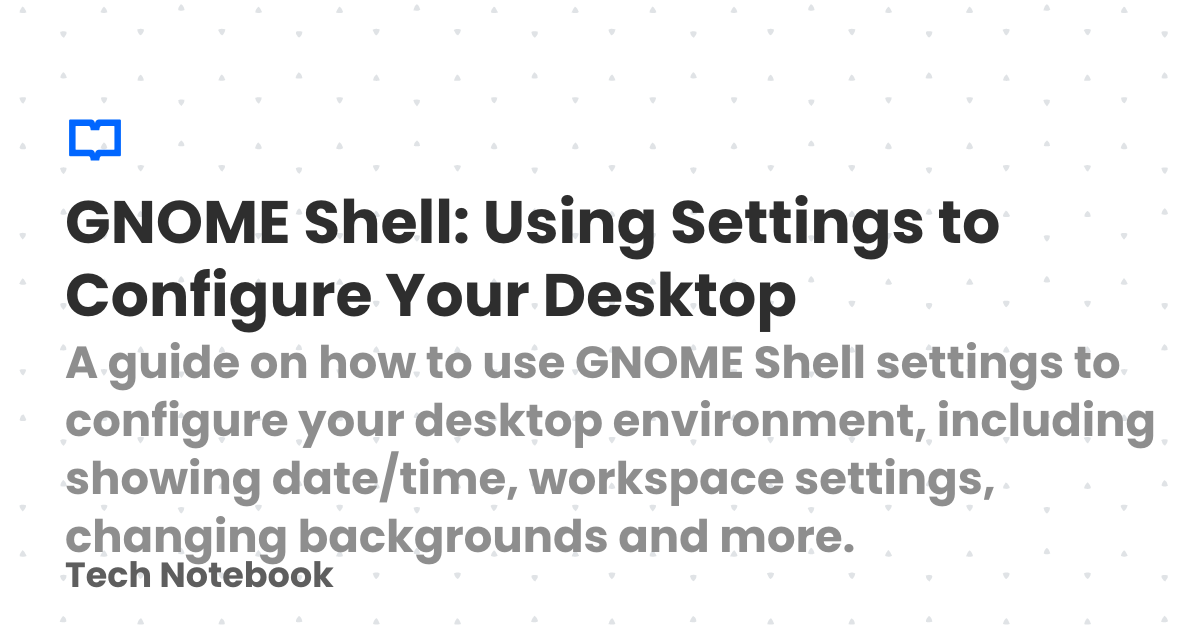 GNOME Shell: Using Settings to
Configure Your Desktop
A guide on how to use GNOME Shell settings to
configure your desktop environment, including
showing date/time, workspace settings,
changing backgrounds and more.
Tech Notebook